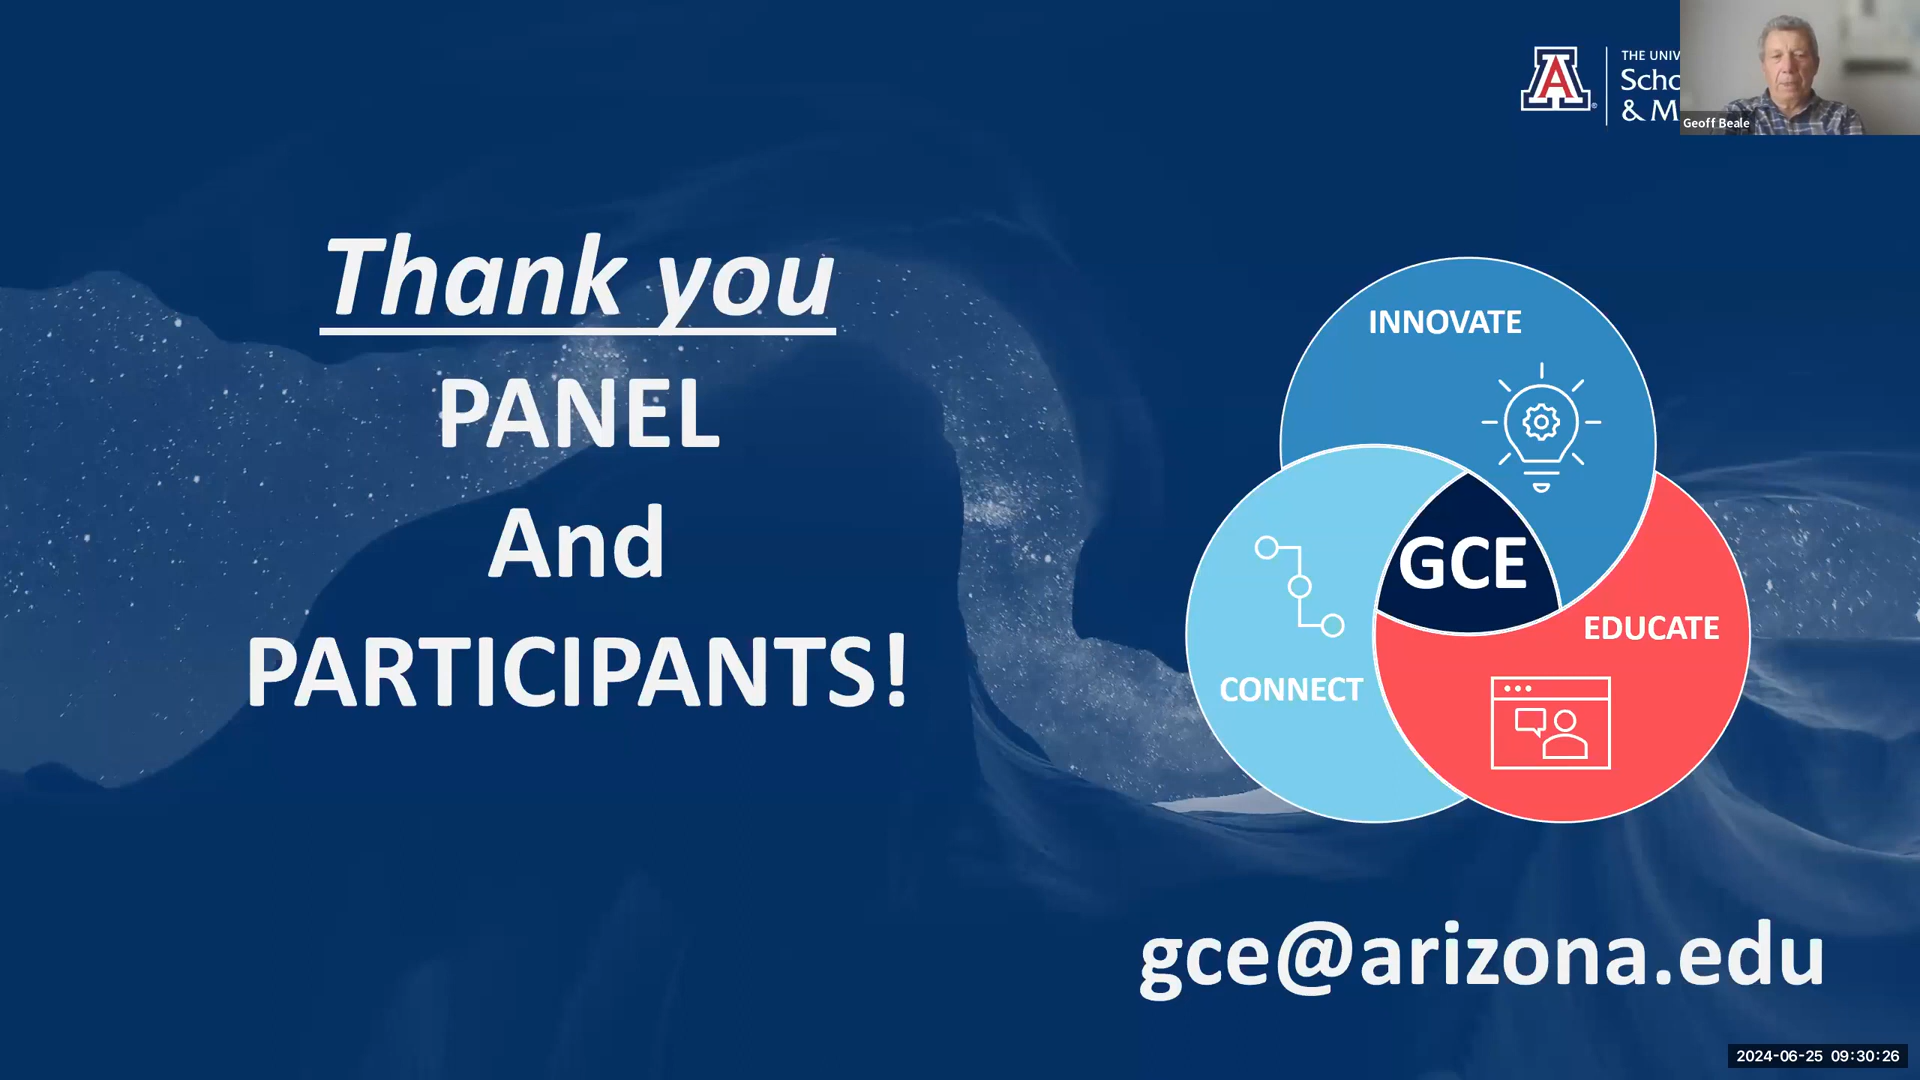 THE UNIV
Scho
& M
Geoff Beale
Thank you
PANEL
And
PARTICIPANTS!
INNOVATE
GCE
EDUCATE
CONNECT
gce@arizona.edu
2024-06-25 09:30:26